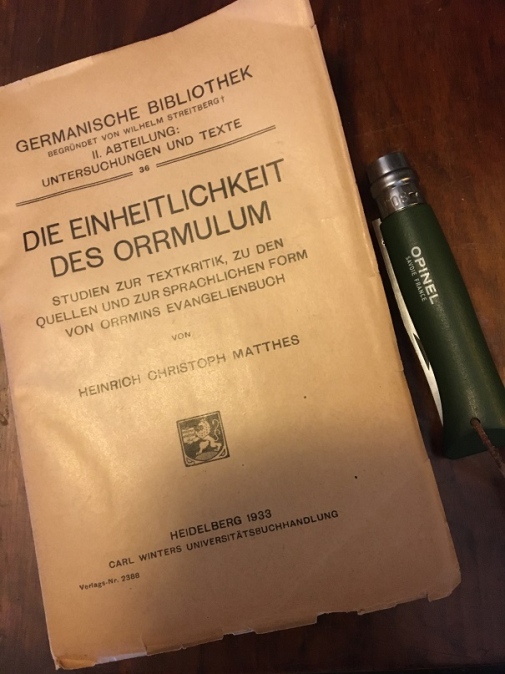 GERMANISCHE BIBLIOTHEK
BEGRÜNDET VON WILHELM STREITBERG †
II. ABTEILUNG:
UNTERSUCHUNGEN UND TEXTE
36
DIE EINHEITLICHKEIT
DES ORRMULUM
STUDIEN ZUR TEXTKRITIK, ZU DEN
QUELLEN UND ZUR SPRACHLICHEN FORM
VON ORRMINS EVANGELIENBUCH
VON
HEINRICH CHRISTOPH MATTHES
HEIDELBERG 1933
CARL WINTERS UNIVERSITÄTSBUCHHANDLUNG
Verlags-Nr. 2386
OPINEL
SAVOIE FRANCE